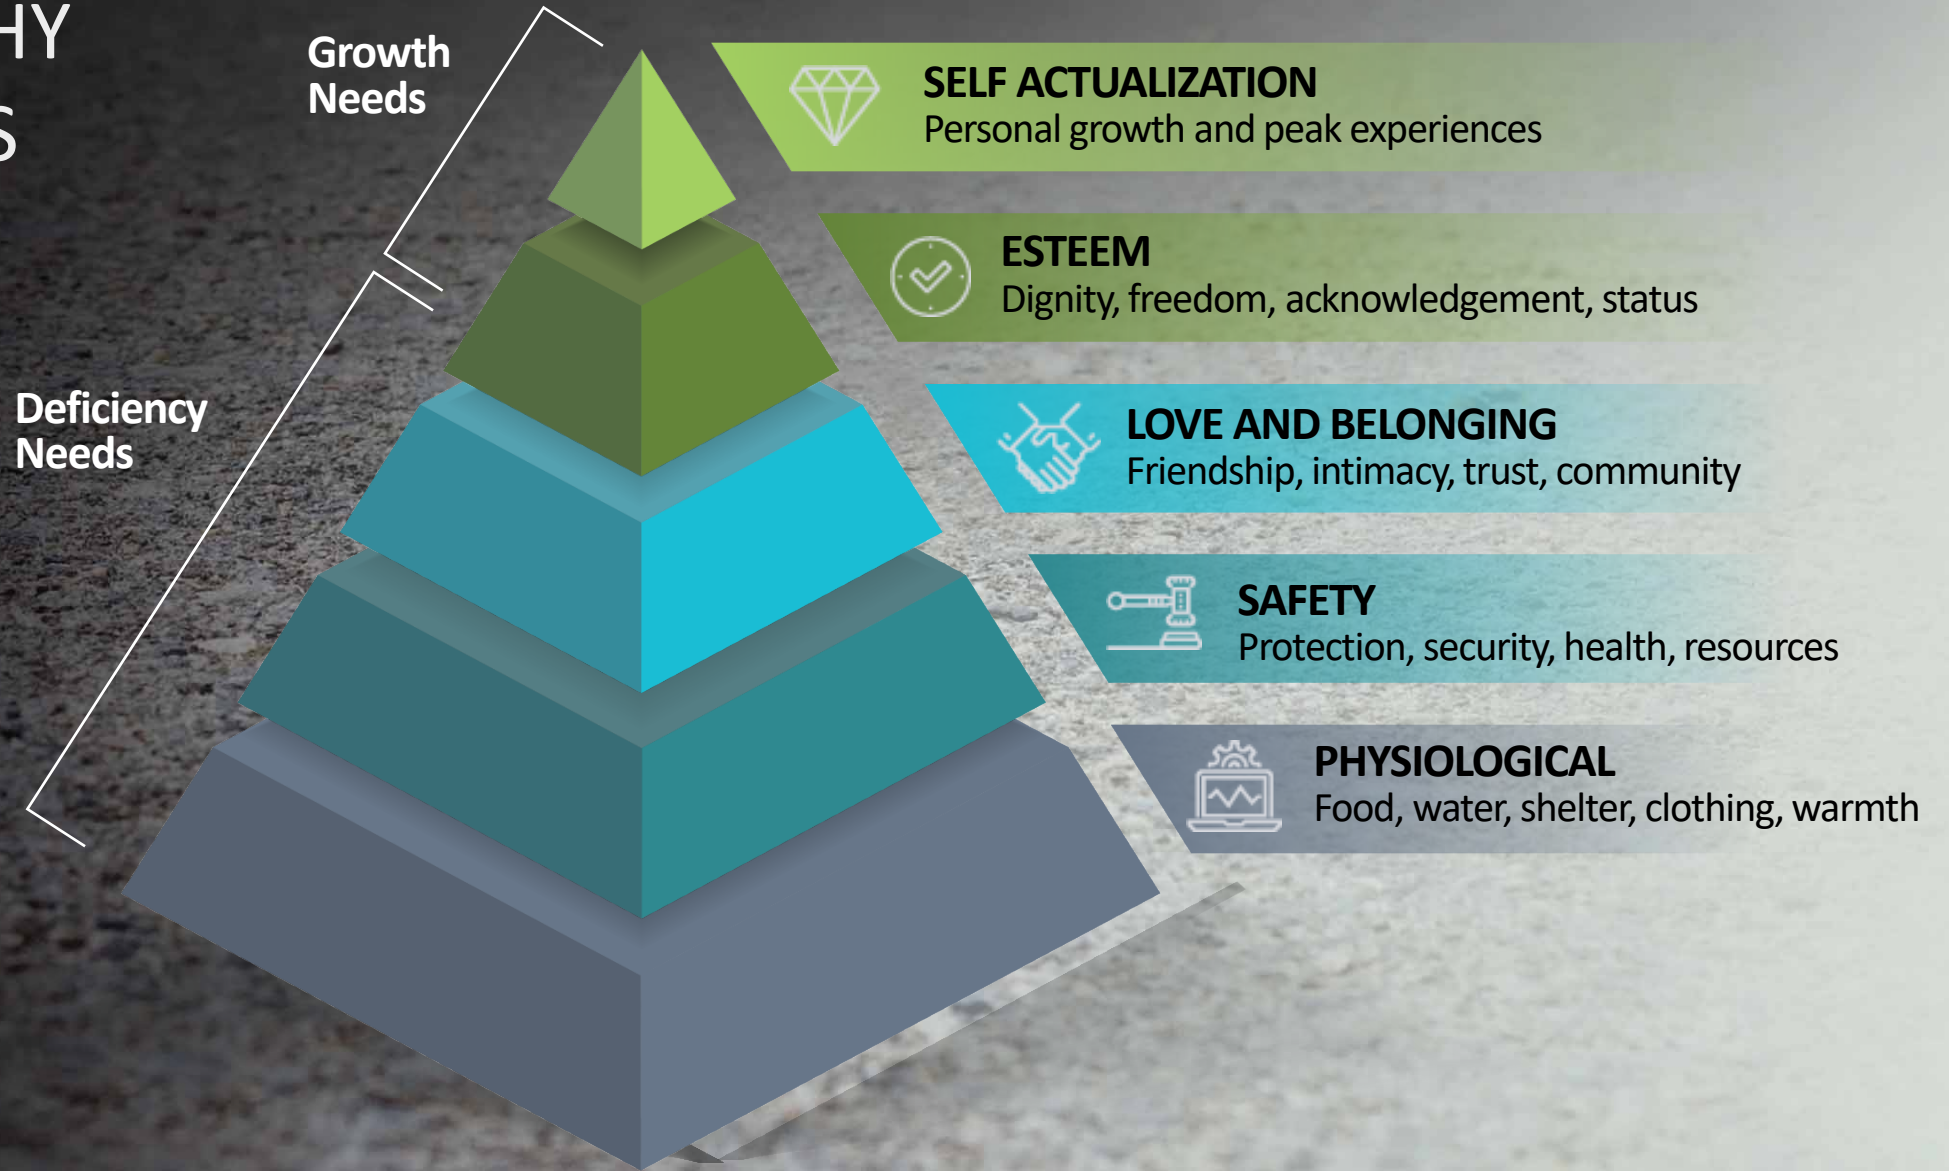 HY
S
Growth
Needs
SELF ACTUALIZATION
Personal growth and peak experiences
ESTEEM
Dignity, freedom, acknowledgement, status
Deficiency
Needs
LOVE AND BELONGING
Friendship, intimacy, trust, community
SAFETY
Protection, security, health, resources
PHYSIOLOGICAL
Food, water, shelter, clothing, warmth